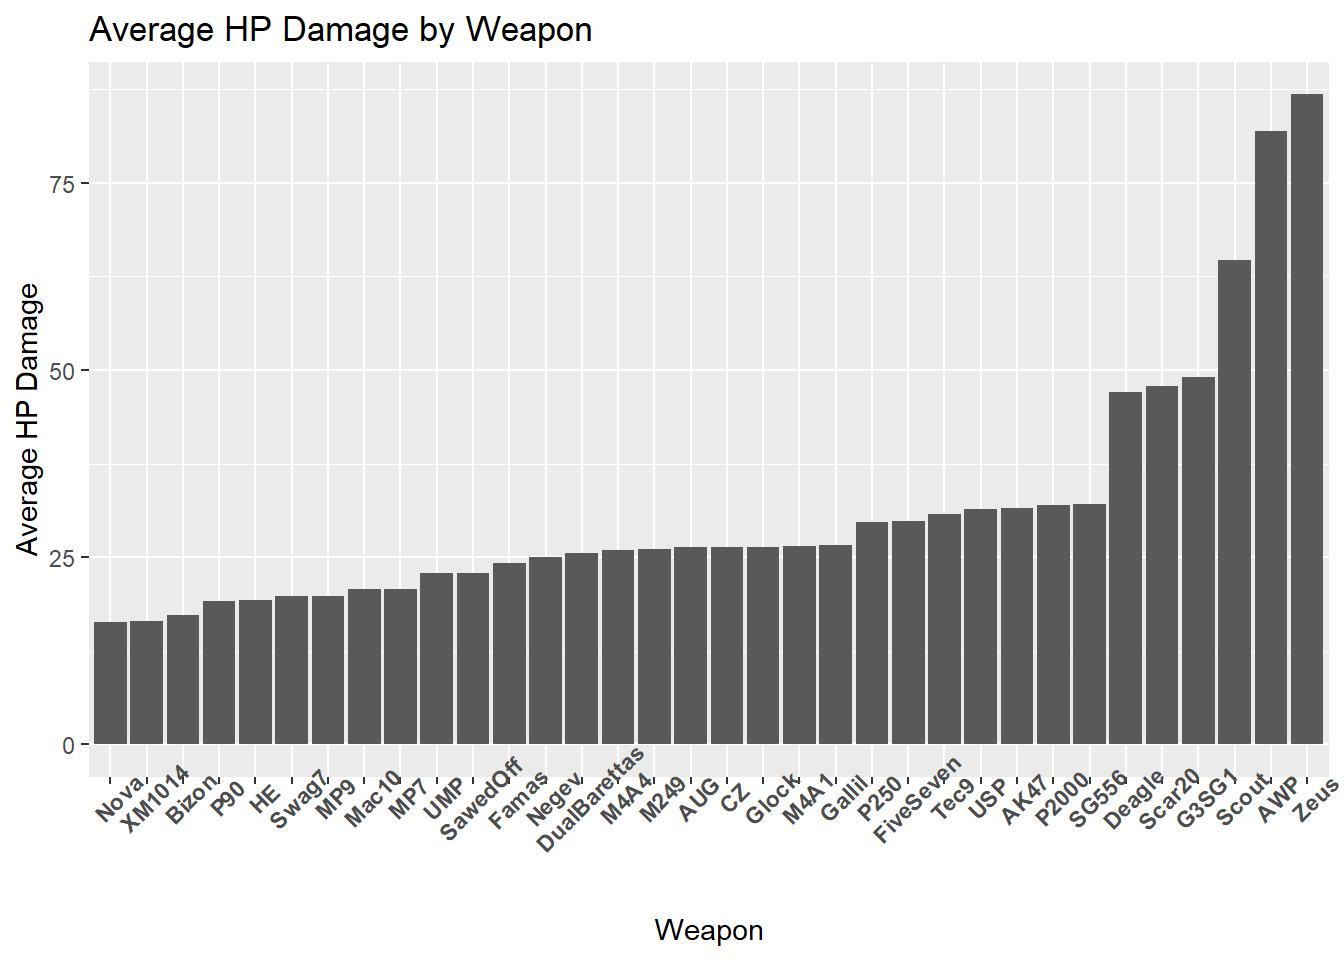 Average HP Damage by Weapon
Average HP Damage
75
50
25
0
Nova
XM1014
Bizon
P90
HE
Swag7
MP9
Mac10
MP7
UMP
SawedOff
Famas
Negev
DualBarettas
M4A4
M249
AUG
CZ
Glock
M4A1
Gallil
P250
FiveSeven
Tec9
USP
AK47
P2000
SG556
Deagle
Scar20
G3SG1
Scout
AWP
Zeus
Weapon